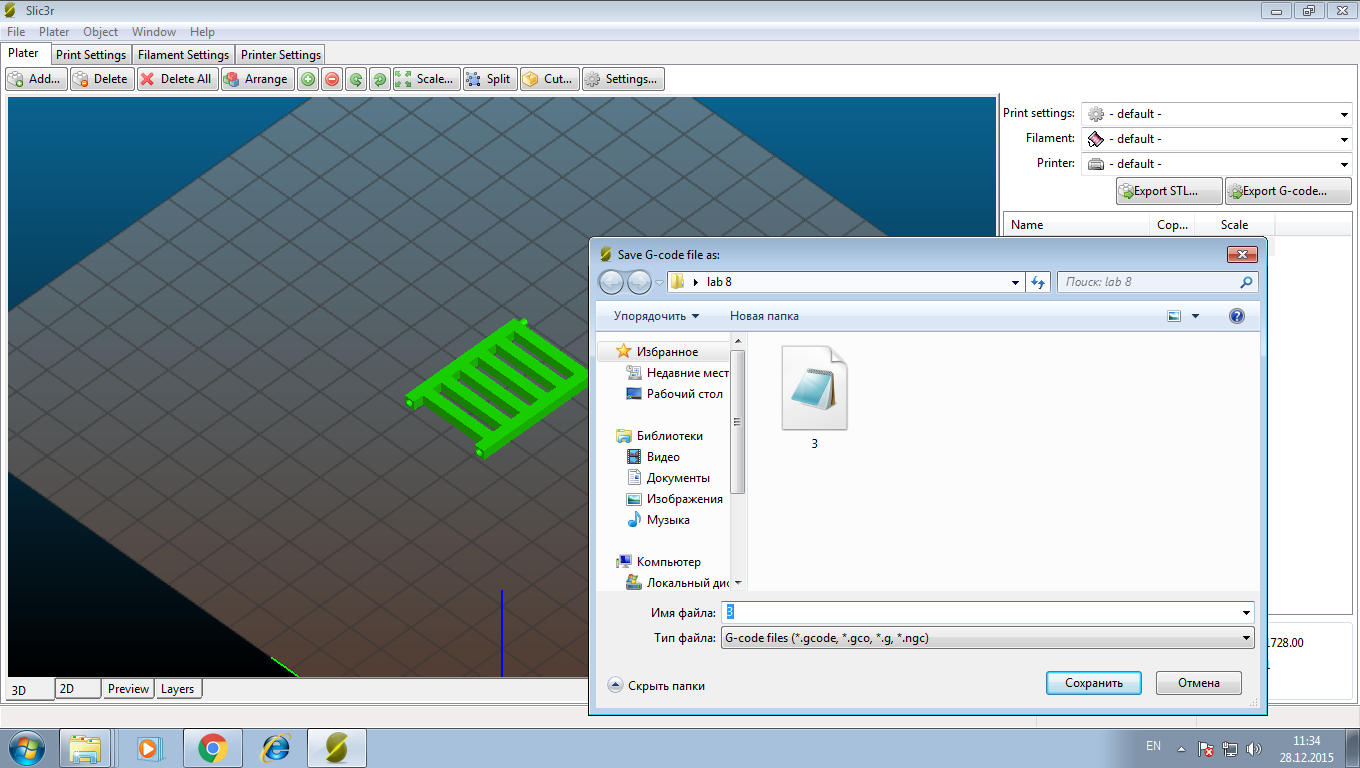 Slic3r
File Plater Object Window Help
Plater Print Settings Filament Settings Printer Settings
Add... Delete Delete All Arrange Scale... Split Cut... Settings...
Print settings: - default -
Filament: - default -
Printer: - default -
Export STL... Export G-code...
Name Cop... Scale
Save G-code file as:
lab 8
Поиск: lab 8
Упорядочить Новая папка
Избранное
Недавние мест
Рабочий стол
Библиотеки
Видео
Документы
Изображения
Музыка
Компьютер
Локальный дис
3
Имя файла: 3
Тип файла: G-code files (*.gcode, *.gco, *.g, *.ngc)
Скрыть папки
Сохранить Отмена
1728.00
3D 2D Preview Layers
EN
11:34
28.12.2015